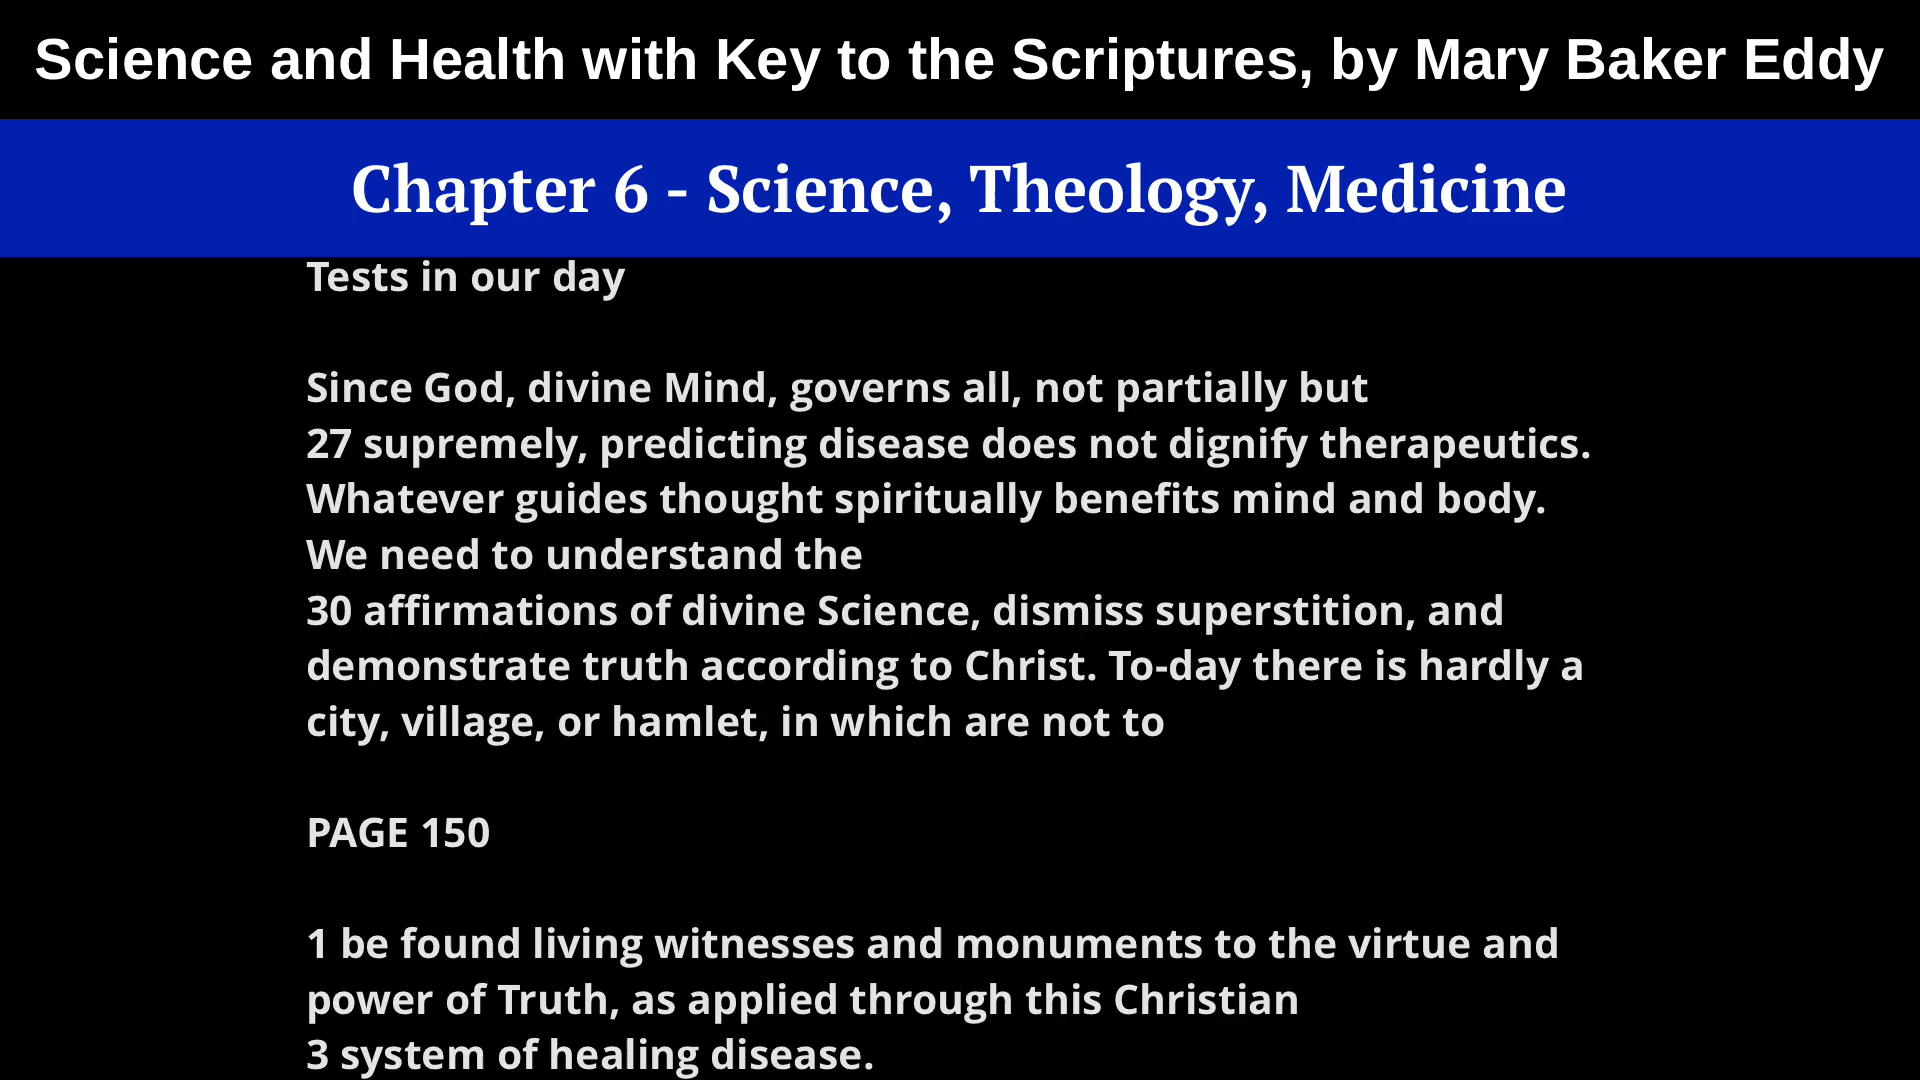 Science and Health with Key to the Scriptures, by Mary Baker Eddy
Chapter 6 - Science, Theology, Medicine
Tests in our day
Since God, divine Mind, governs all, not partially but
27 supremely, predicting disease does not dignify therapeutics.
Whatever guides thought spiritually benefits mind and body.
We need to understand the
30 affirmations of divine Science, dismiss superstition, and
demonstrate truth according to Christ. To-day there is hardly a
city, village, or hamlet, in which are not to
PAGE 150
1 be found living witnesses and monuments to the virtue and
power of Truth, as applied through this Christian
3 system of healing disease.